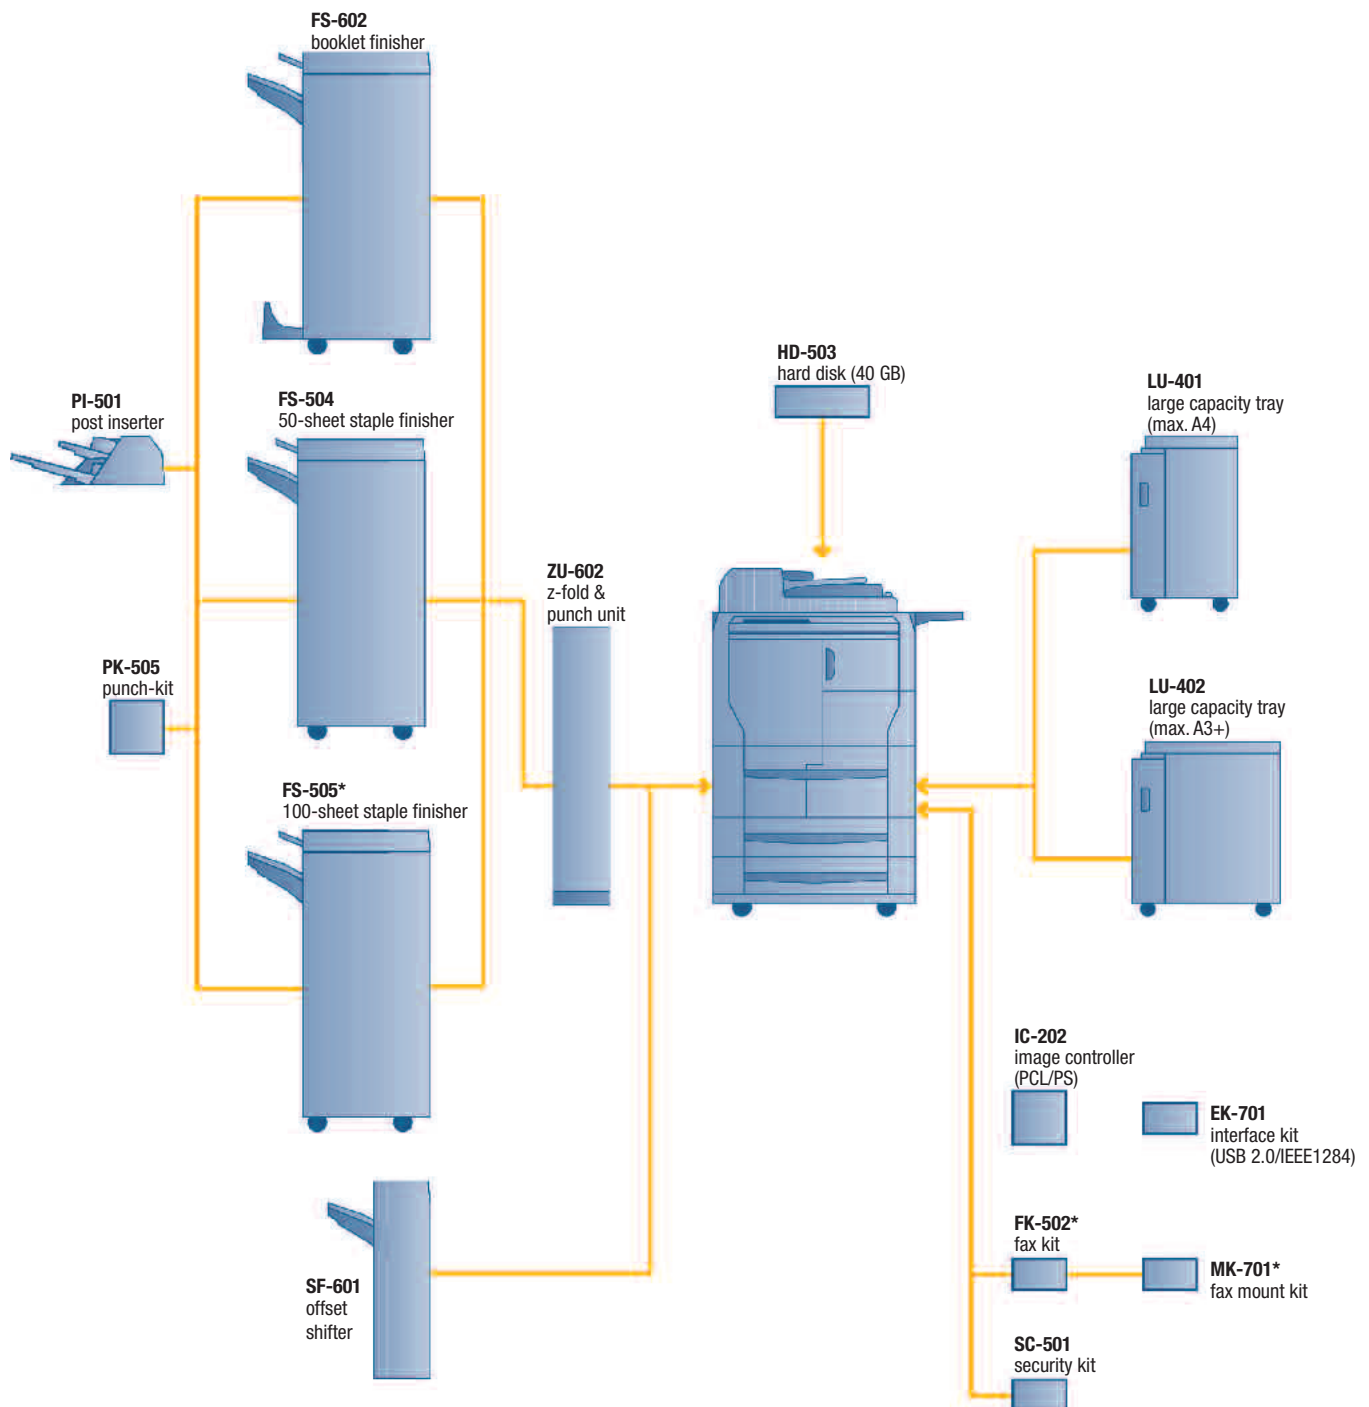 FS-602
booklet finisher
HD-503
hard disk (40 GB)
LU-401
large capacity tray
(max. A4)
PI-501
post inserter
FS-504
50-sheet staple finisher
ZU-602
z-fold &
punch unit
PK-505
punch-kit
LU-402
large capacity tray
(max. A3+)
FS-505*
100-sheet staple finisher
IC-202
image controller
(PCL/PS)
EK-701
interface kit
(USB 2.0/IEEE1284)
FK-502*
fax kit
MK-701*
fax mount kit
SF-601
offset
shifter
SC-501
security kit